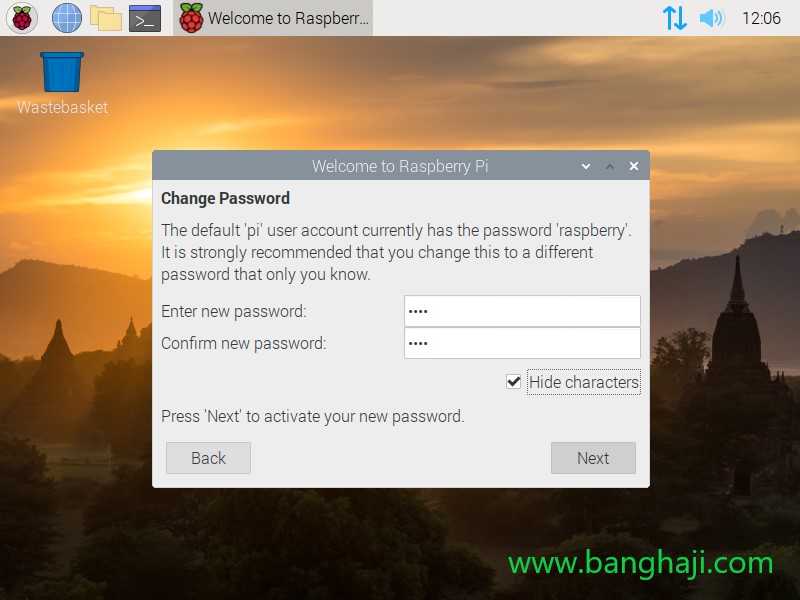 Welcome to Raspberr...
12:06
Wastebasket
Welcome to Raspberry Pi
Change Password
The default 'pi' user account currently has the password 'raspberry'.
It is strongly recommended that you change this to a different
password that only you know.
Enter new password: ••••
Confirm new password: ••••
Hide characters
Press 'Next' to activate your new password.
Back
Next
www.banghaji.com